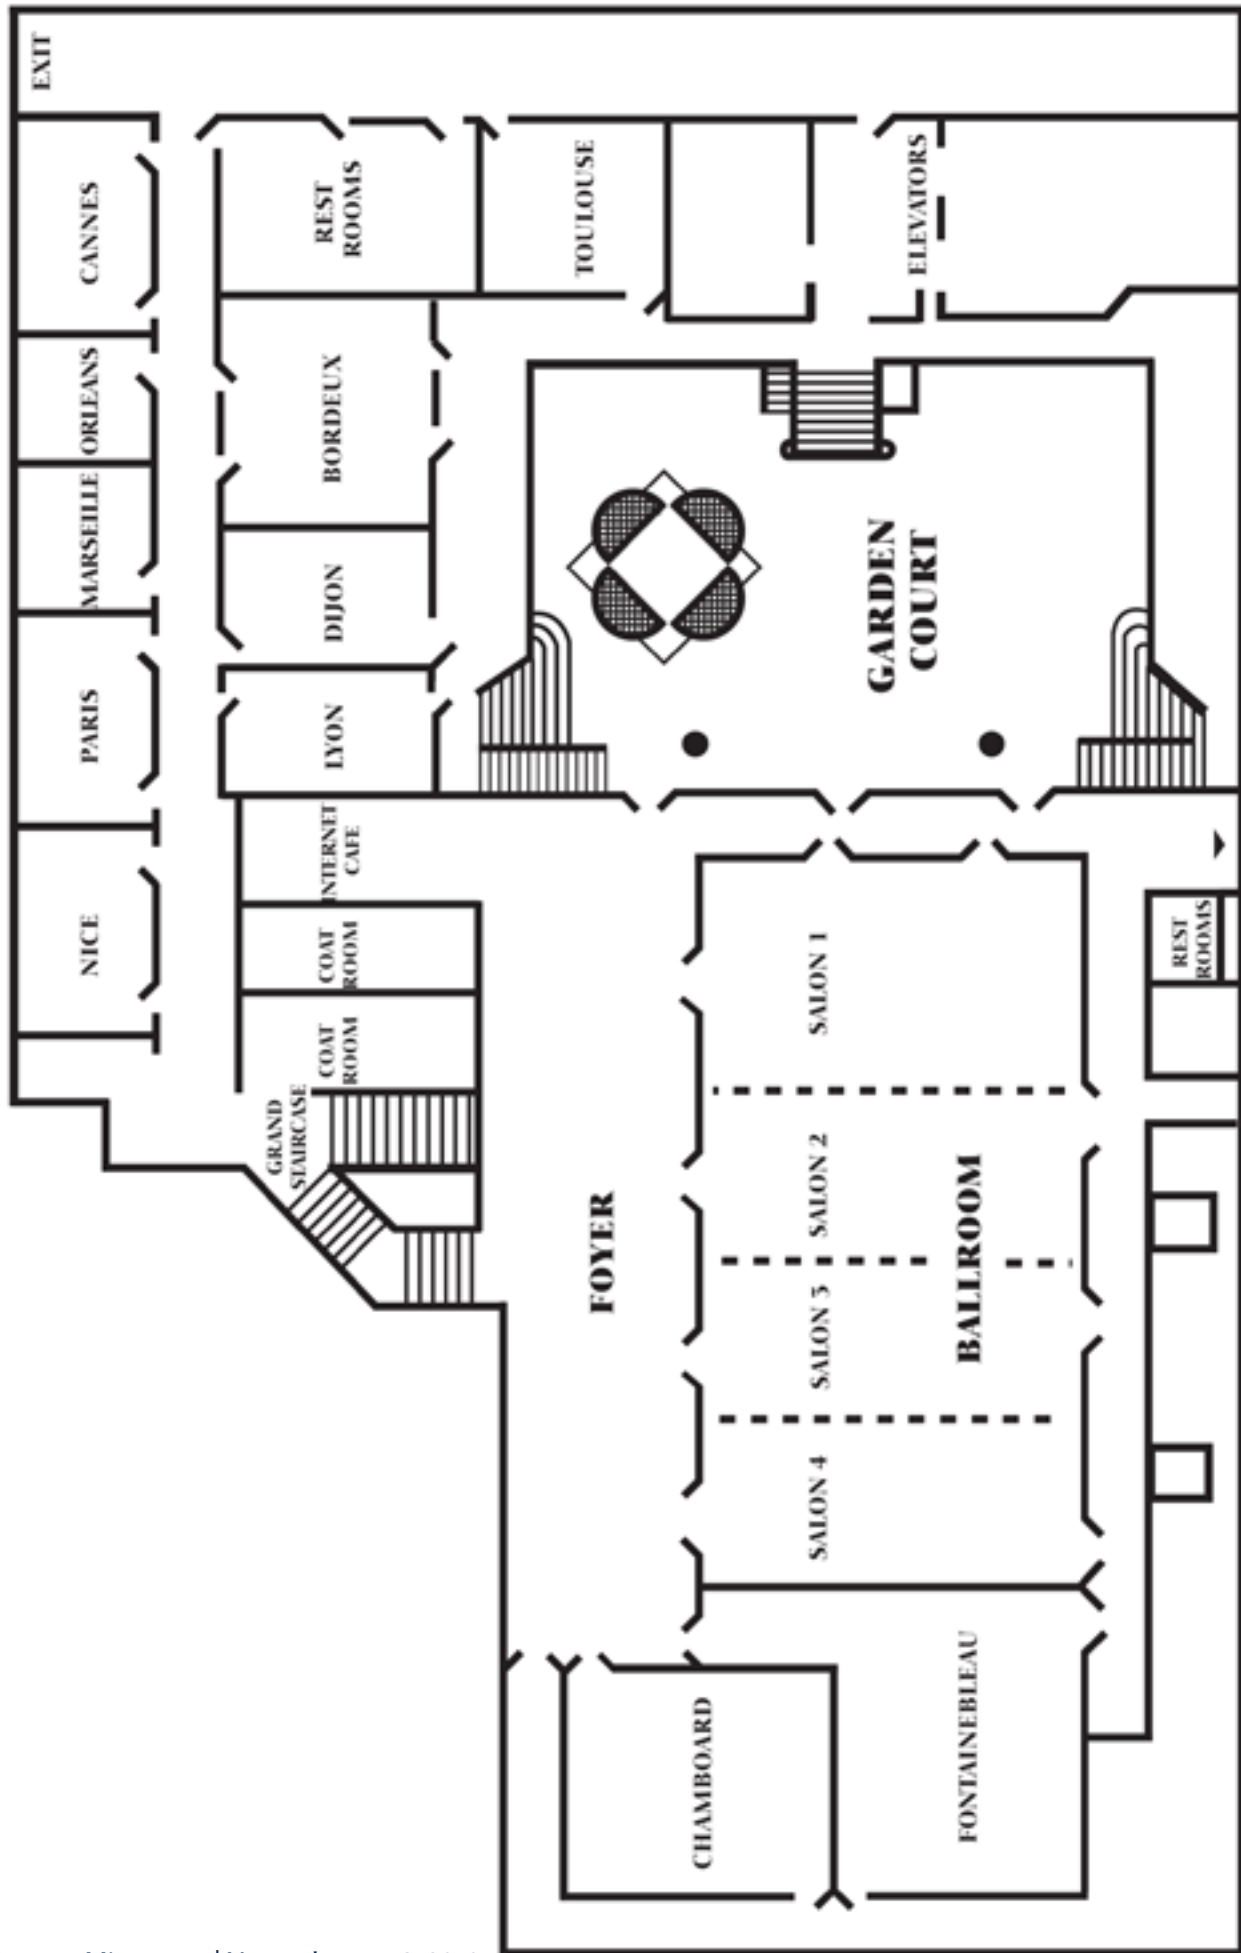 NICE
PARIS
MARSEILLE
ORLEANS
CANNES
EXIT
GRAND
STAIRCASE
COAT
ROOM
COAT
ROOM
INTERNET
CAFE
LYON
DIJON
BORDEUX
REST
ROOMS
TOULOUSE
FOYER
CHAMBOARD
SALON 4
SALON 3
SALON 2
SALON 1
GARDEN
COURT
ELEVATORS
FONTAINEBLEAU
BALLROOM
REST
ROOMS